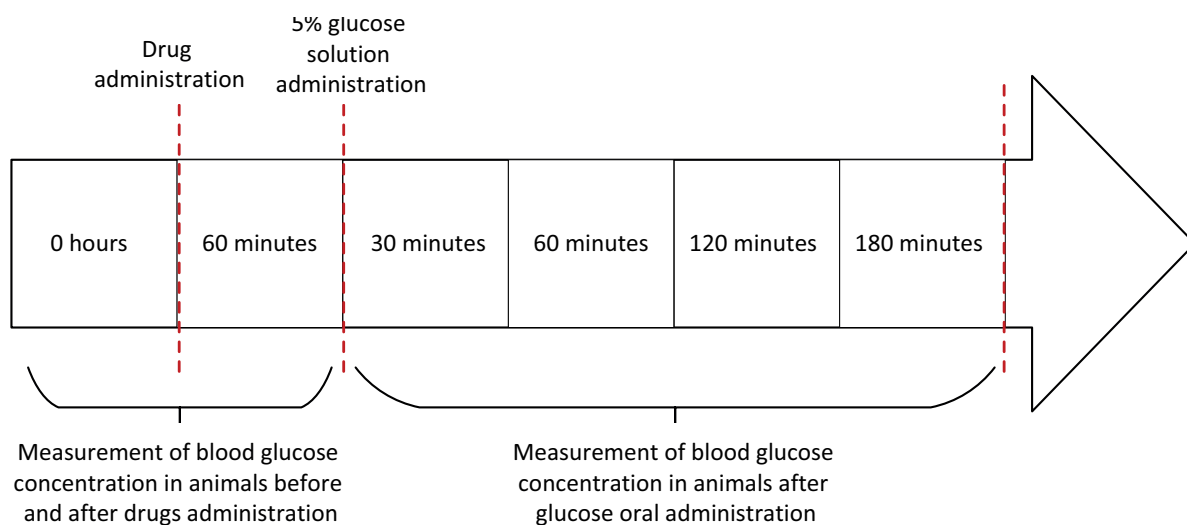 5% glucose
solution
administration
Drug
administration
0 hours
60 minutes
30 minutes
60 minutes
120 minutes
180 minutes
Measurement of blood glucose
concentration in animals before
and after drugs administration
Measurement of blood glucose
concentration in animals after
glucose oral administration